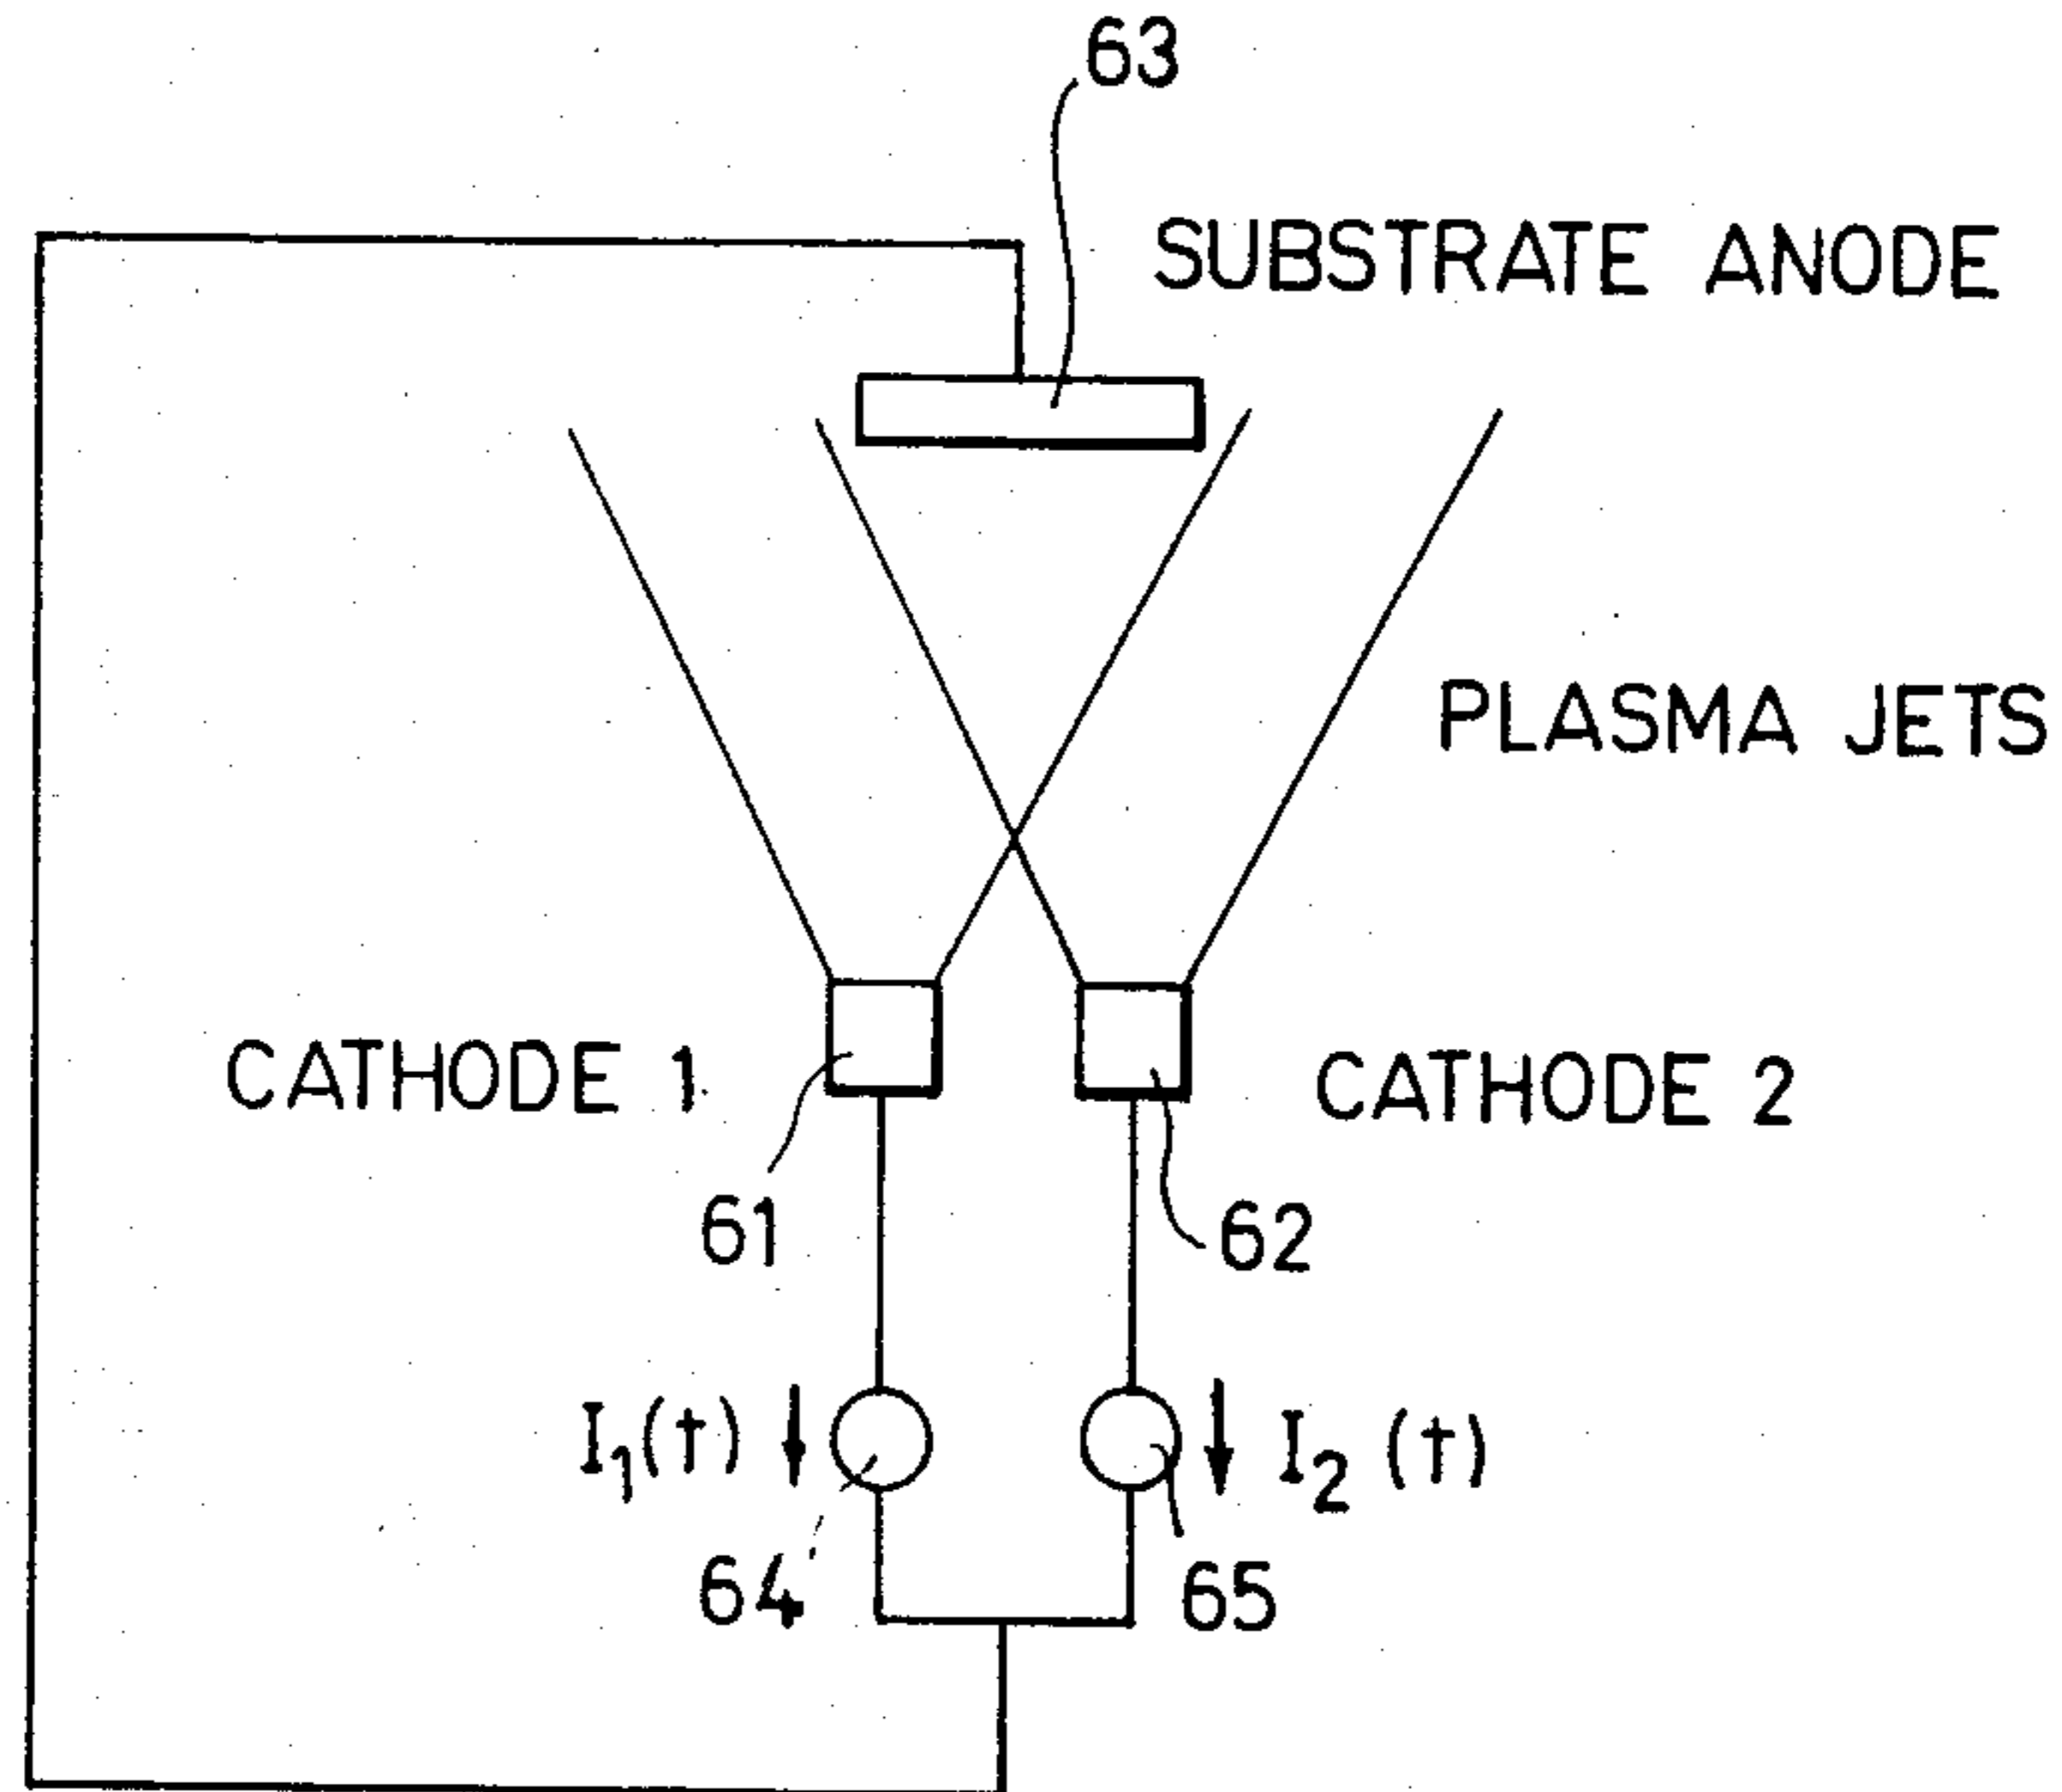 63
SUBSTRATE ANODE
PLASMA JETS
CATHODE 1
CATHODE 2
61
62
I₁(t)
I₂ (t)
64
65